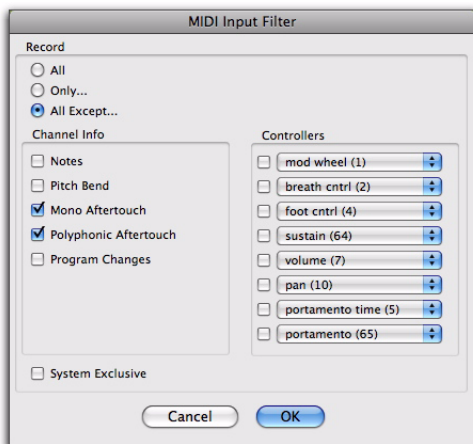 MIDI Input Filter
Record
All
Only...
All Except...
Channel Info
Notes
Pitch Bend
Mono Aftertouch
Polyphonic Aftertouch
Program Changes
Controllers
mod wheel (1)
breath cntrl (2)
foot cntrl (4)
sustain (64)
volume (7)
pan (10)
portamento time (5)
portamento (65)
System Exclusive
Cancel
OK